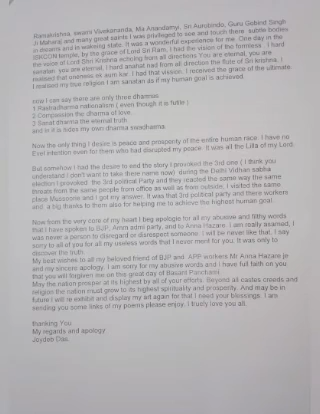 Ramakrishna, swami Vivekananda, Ma Anandamyi, Sri Aurobindo, Guru Gobind Singh
Ji Maharaj and many great saints I was privileged to see and touch there subtle bodies
in dreams and in wakening state. It was a wonderful experience for me. One day in the
ISKCON temple, by the grace of Lord Sri Ram, I had the vision of the formless. I hard
the voice of Lord Shri Krishna echoing from all directions You are eternal, you are
sanatan, you are eternal, I hard anahat nad from all direction the flute of Sri krishna. I
realised that oneness as aum kar. I had that vission. I received the grace of the ultimate.
I realised my true religion I am sanatan as if my human goal is achieved.
now I can say there are only three dharmas
1 Rashtradharma nationalism ( even though it is futile )
2 Compassion the dharma of love.
3 Sanat dharma the eternal truth.
and in it is hides my own dharma swadharma.
Now the only thing I desire is peace and prosperity of the entire human race. I have no
Evel intention even for them who had disrupted my peace. It was all the Lilla of my Lord.
But somehow I had the desire to end the story I provoked the 3rd one ( I think you
understand I don't want to take there name now) during the Delhi Vidhan sabha
election I provoked the 3rd political Party and they reacted the same way the same
threats from the same people from office as well as from outside. I visited the same
place Mussoorie and I got my answer. It was that 3rd political party and there workers
and a big thanks to them also for helping me to achieve the highest human goal.
Now from the very core of my heart I beg apologie for all my abusive and filthy words
that I have spoken to BJP, Amm admi party, and to Anna Hazare. I am really asamed, I
was never a person to disregard or disrespect someone. I will be never like that. I say
sorry to all of you for all my useless words that I never ment for you. It was only to
discover the truth.
My best wishes to all my beloved friend of BJP and APP workers Mr Anna Hazare ji
and my sincere apology. I am sorry for my abusive words and I have full faith on you
that you will forgiven me on this great day of Basant Panchami.
May the nation prosper at its highest by all of your efforts. Beyond all castes creeds and
religion the nation must grow to its highest spirituality and prosperity. And may be in
future I will re exhibit and display my art again for that I need your blessings. I am
sending you some links of my poems please enjoy. I trustly love you all.
thanking You
My regards and apology
Joydeb Das.